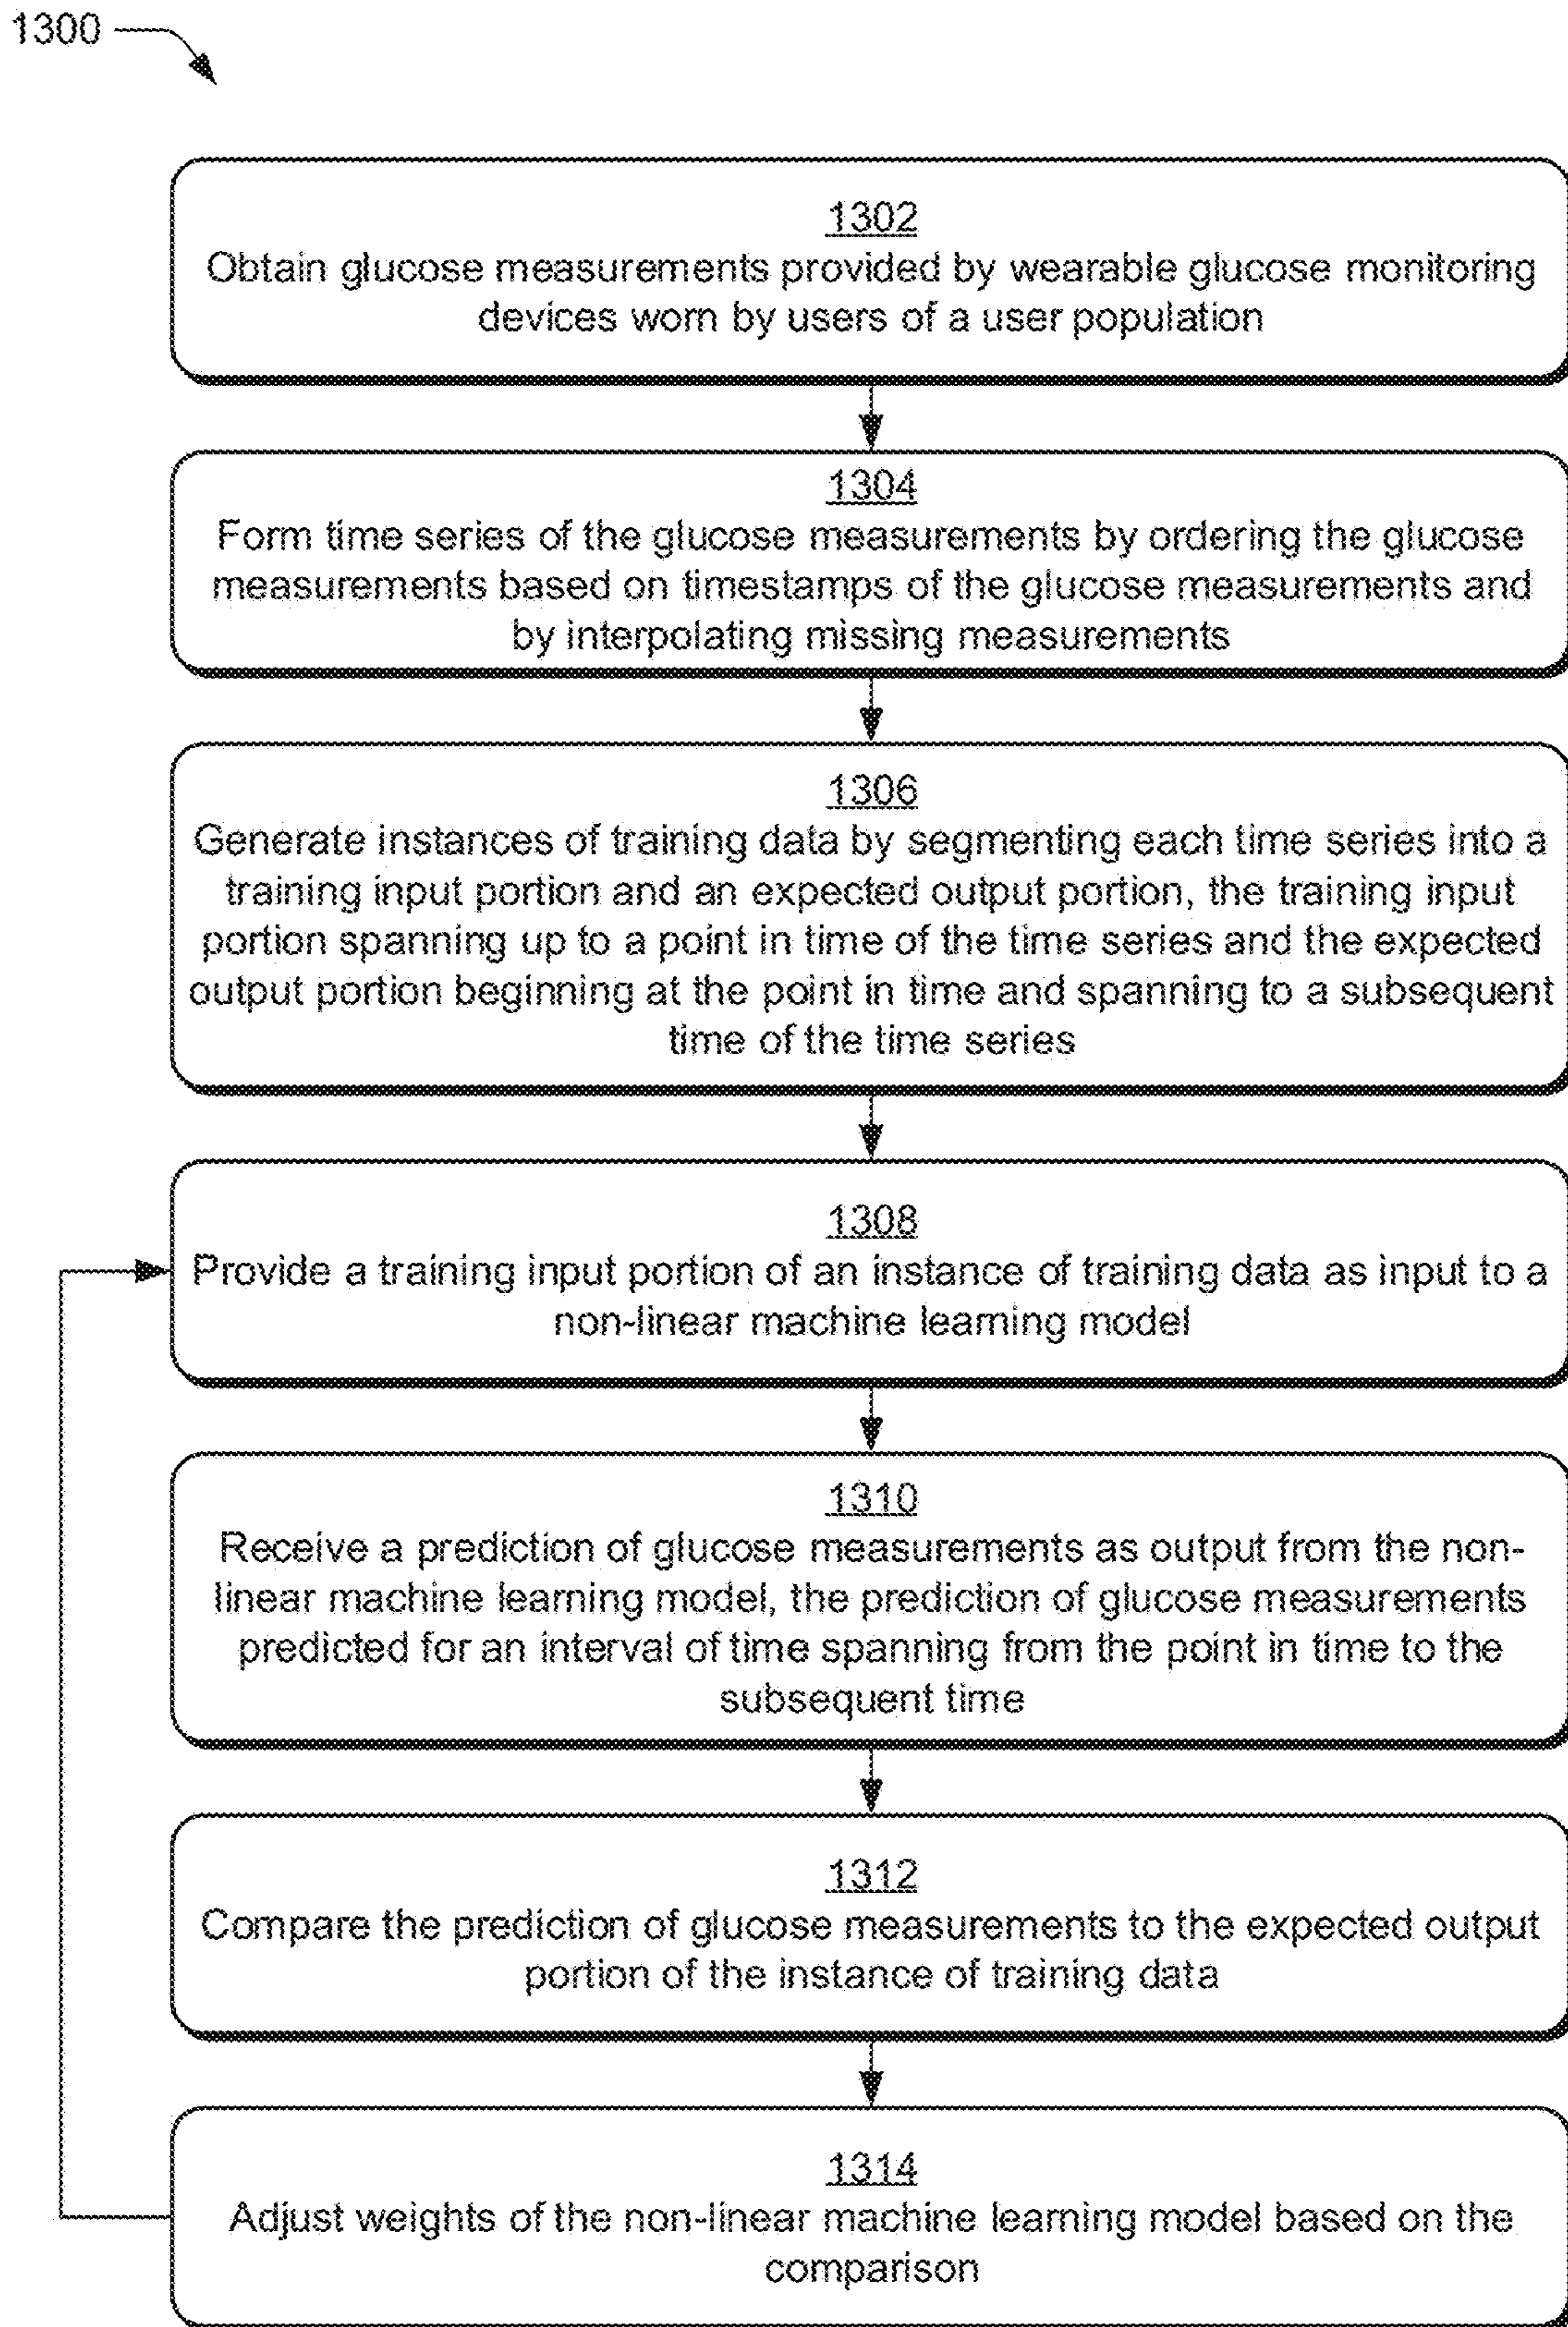 1300
1302
Obtain glucose measurements provided by wearable glucose monitoring
devices worn by users of a user population
1304
Form time series of the glucose measurements by ordering the glucose
measurements based on timestamps of the glucose measurements and
by interpolating missing measurements
1306
Generate instances of training data by segmenting each time series into a
training input portion and an expected output portion, the training input
portion spanning up to a point in time of the time series and the expected
output portion beginning at the point in time and spanning to a subsequent
time of the time series
1308
Provide a training input portion of an instance of training data as input to a
non-linear machine learning model
1310
Receive a prediction of glucose measurements as output from the non-
linear machine learning model, the prediction of glucose measurements
predicted for an interval of time spanning from the point in time to the
subsequent time
1312
Compare the prediction of glucose measurements to the expected output
portion of the instance of training data
1314
Adjust weights of the non-linear machine learning model based on the
comparison